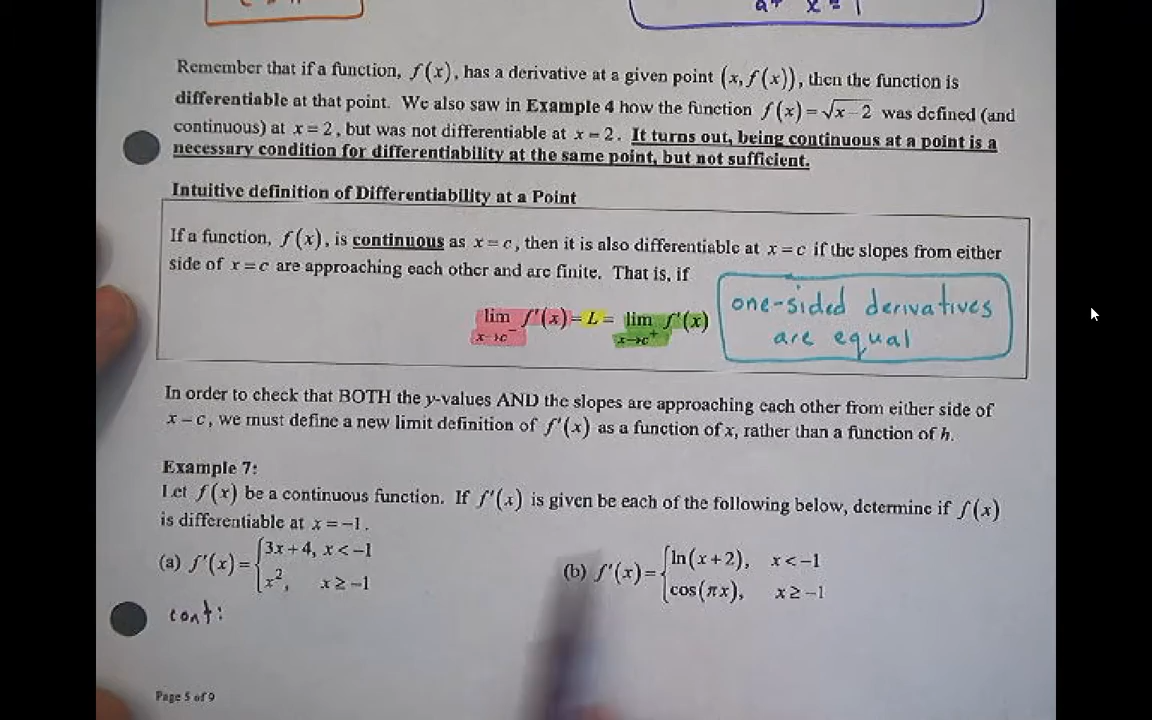 at x = 1
Remember that if a function, f(x), has a derivative at a given point (x, f(x)), then the function is
differentiable at that point. We also saw in Example 4 how the function f(x)=√x-2 was defined (and
continuous) at x = 2, but was not differentiable at x = 2. It turns out, being continuous at a point is a
necessary condition for differentiability at the same point, but not sufficient.
Intuitive definition of Differentiability at a Point
If a function, f(x), is continuous as x = c, then it is also differentiable at x = c if the slopes from either
side of x = c are approaching each other and are finite. That is, if
lim f'(x) = L = lim f'(x)
x→c⁻ x→c⁺
one-sided derivatives
are equal
In order to check that BOTH the y-values AND the slopes are approaching each other from either side of
x = c, we must define a new limit definition of f'(x) as a function of x, rather than a function of h.
Example 7:
Let f(x) be a continuous function. If f'(x) is given be each of the following below, determine if f(x)
is differentiable at x = -1.
(a) f'(x) = { 3x+4, x < -1
x², x ≥ -1
(b) f'(x) = { ln(x+2), x < -1
cos(πx), x ≥ -1
cont:
Page 5 of 9